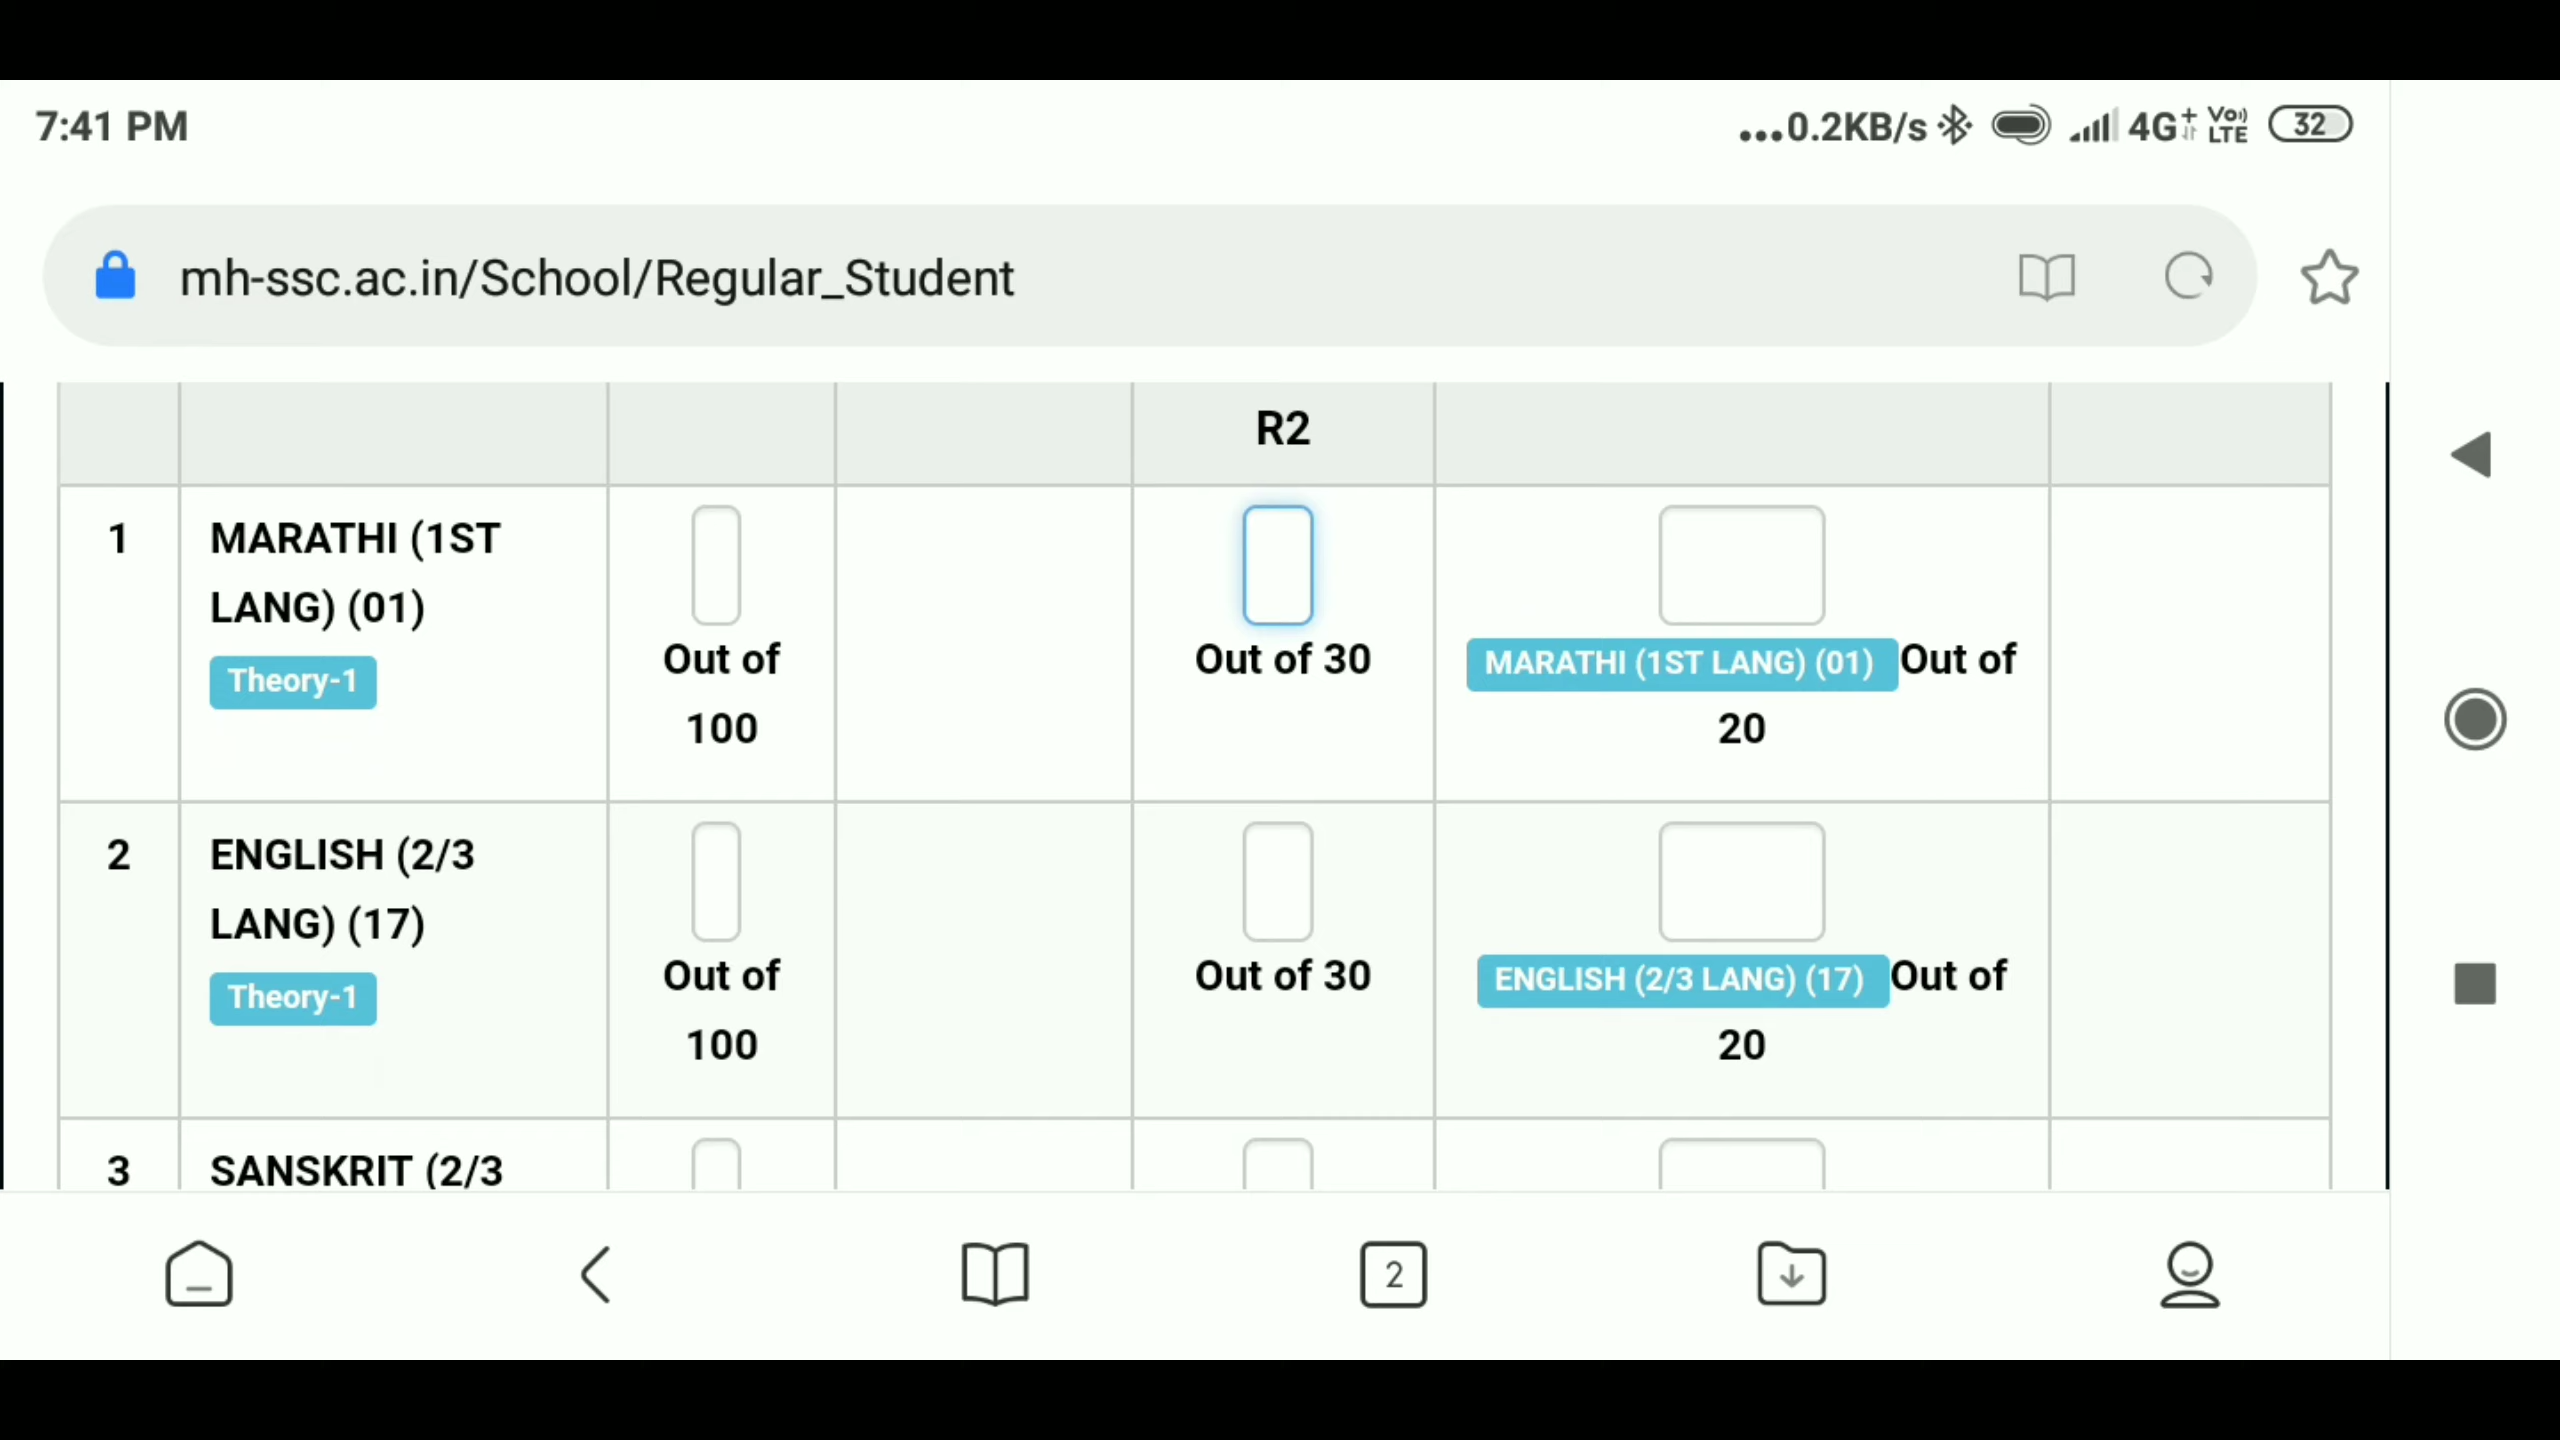 7:41 PM
...0.2KB/s 4G+ Vo) LTE 32
mh-ssc.ac.in/School/Regular_Student
R2
1
MARATHI (1ST
LANG) (01)
Theory-1
Out of
100
Out of 30
MARATHI (1ST LANG) (01) Out of
20
2
ENGLISH (2/3
LANG) (17)
Theory-1
Out of
100
Out of 30
ENGLISH (2/3 LANG) (17) Out of
20
3
SANSKRIT (2/3
2